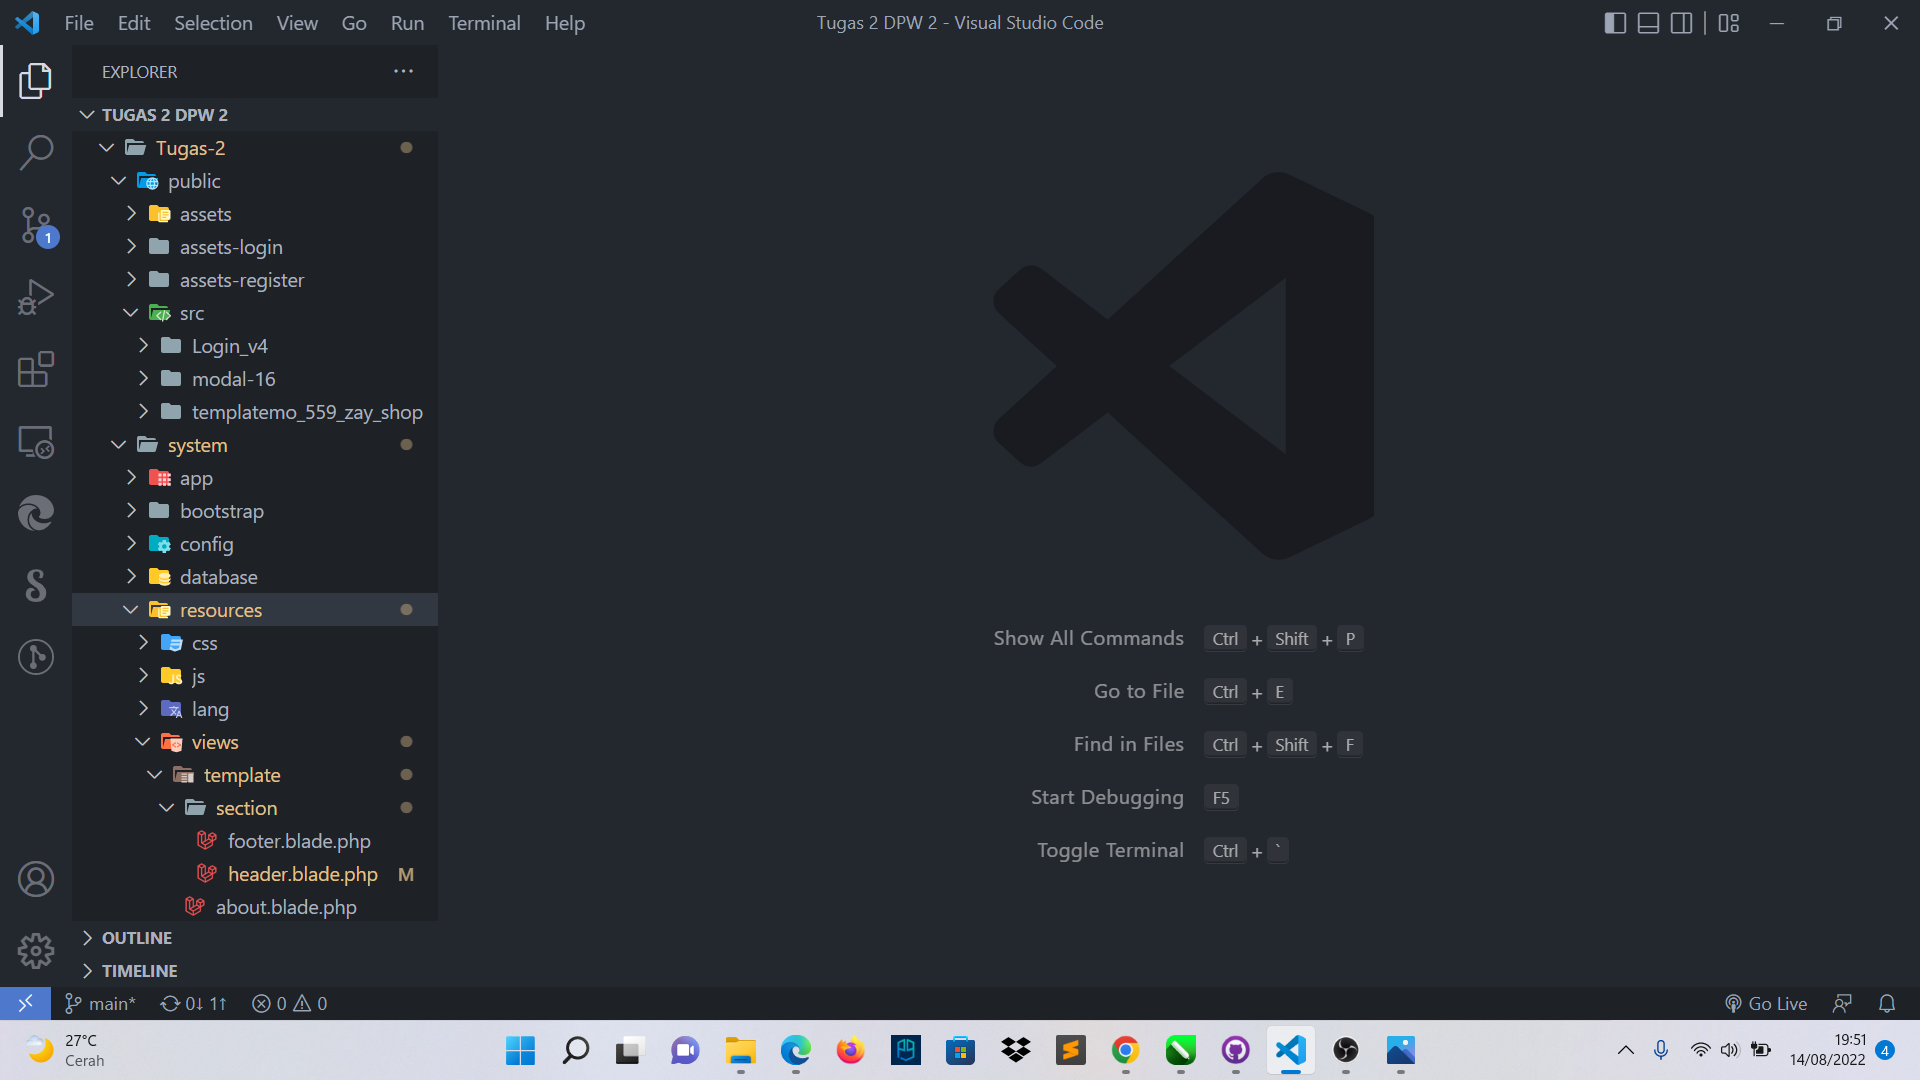 File Edit Selection View Go Run Terminal Help
Tugas 2 DPW 2 - Visual Studio Code
EXPLORER
TUGAS 2 DPW 2
Tugas-2
public
assets
assets-login
assets-register
src
Login_v4
modal-16
templatemo_559_zay_shop
system
app
bootstrap
config
database
resources
css
js
lang
views
template
section
footer.blade.php
header.blade.php M
about.blade.php
OUTLINE
TIMELINE
1
Show All Commands Ctrl + Shift + P
Go to File Ctrl + E
Find in Files Ctrl + Shift + F
Start Debugging F5
Toggle Terminal Ctrl + `
main* 0↓ 1↑ 0 0
Go Live
27°C
Cerah
19:51
14/08/2022
4